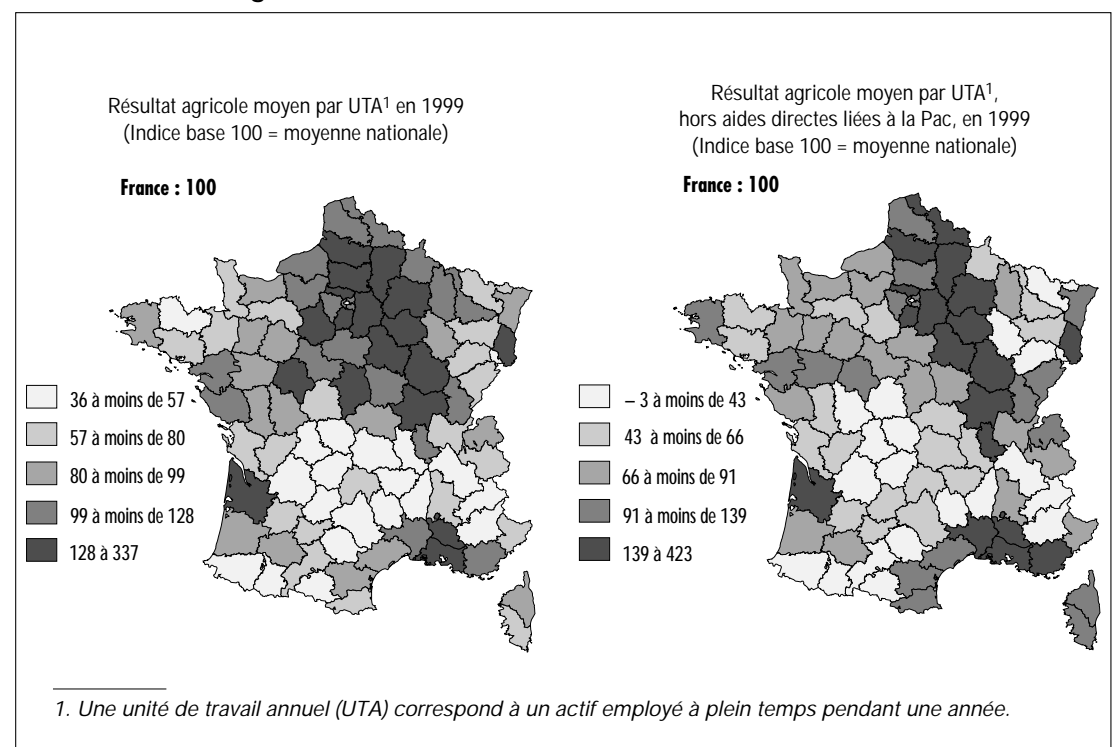 Résultat agricole moyen par UTA1 en 1999
(Indice base 100 = moyenne nationale)
France : 100
36 à moins de 57
57 à moins de 80
80 à moins de 99
99 à moins de 128
128 à 337
Résultat agricole moyen par UTA1,
hors aides directes liées à la Pac, en 1999
(Indice base 100 = moyenne nationale)
France : 100
– 3 à moins de 43
43 à moins de 66
66 à moins de 91
91 à moins de 139
139 à 423
1. Une unité de travail annuel (UTA) correspond à un actif employé à plein temps pendant une année.